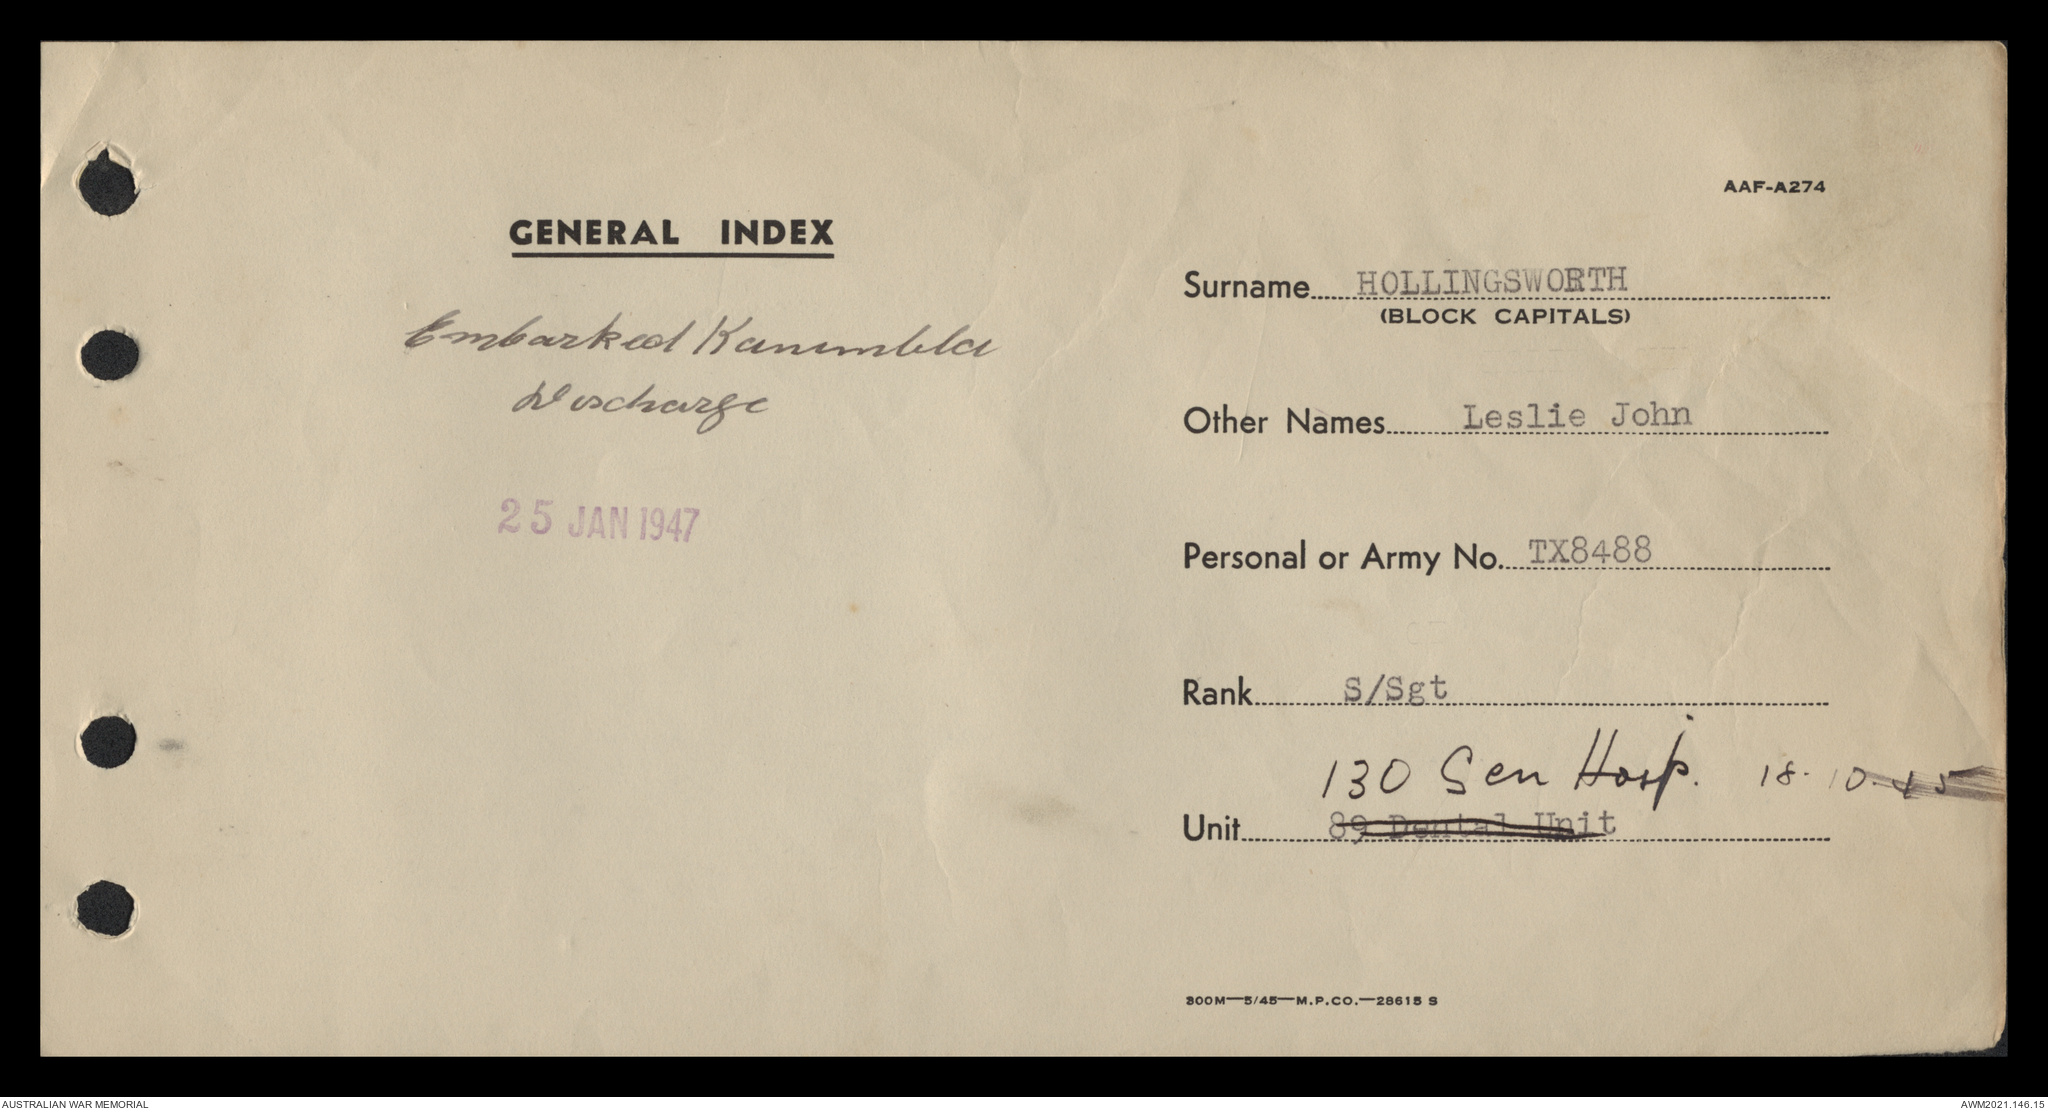 AAF-A274
GENERAL INDEX
Embarked Kanimbla
Discharge
25 JAN 1947
Surname HOLLINGSWORTH
(BLOCK CAPITALS)
Other Names Leslie John
Personal or Army No. TX8488
Rank S/Sgt
130 Gen Hosp. 18.10.45
Unit 89 Dental Unit
300M—5/45—M.P.CO.—28615 S
AUSTRALIAN WAR MEMORIAL
AWM2021.146.15